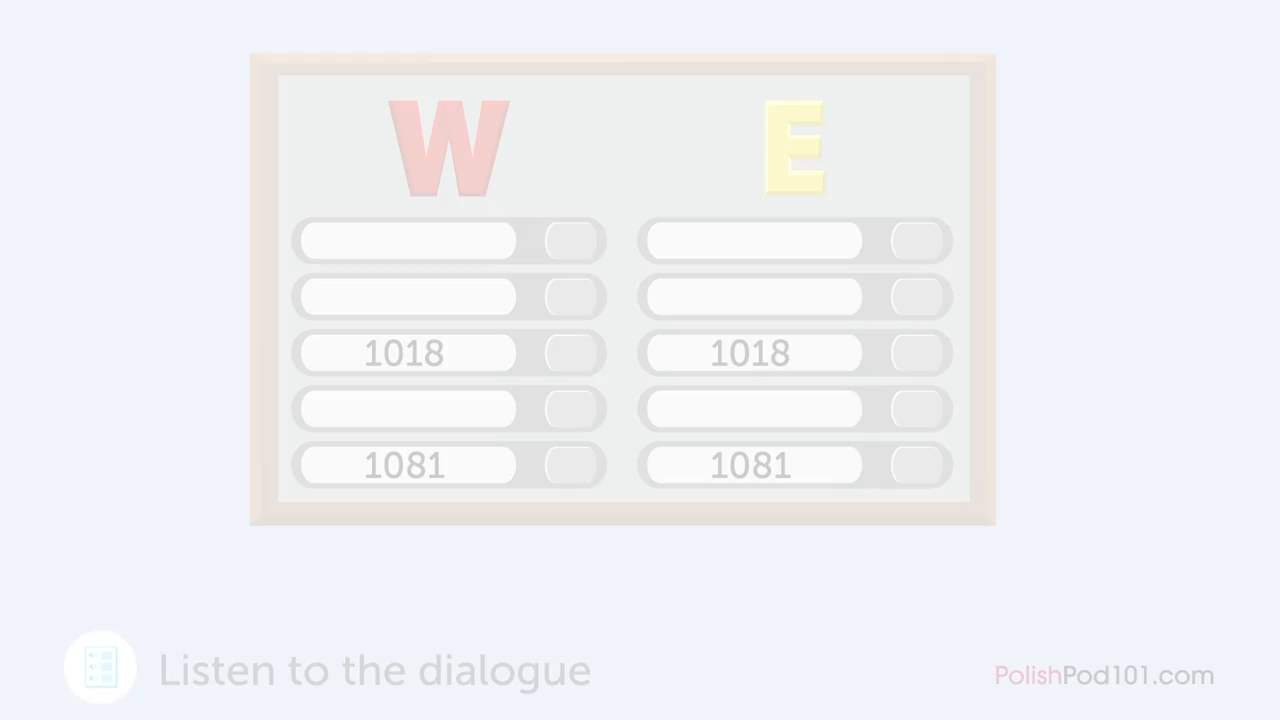 W E
1018 1018
1081 1081
Listen to the dialogue
PolishPod101.com